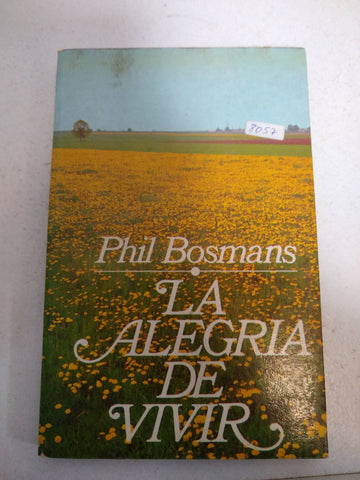 8057
Phil Bosmans
LA
ALEGRIA
DE
VIVIR